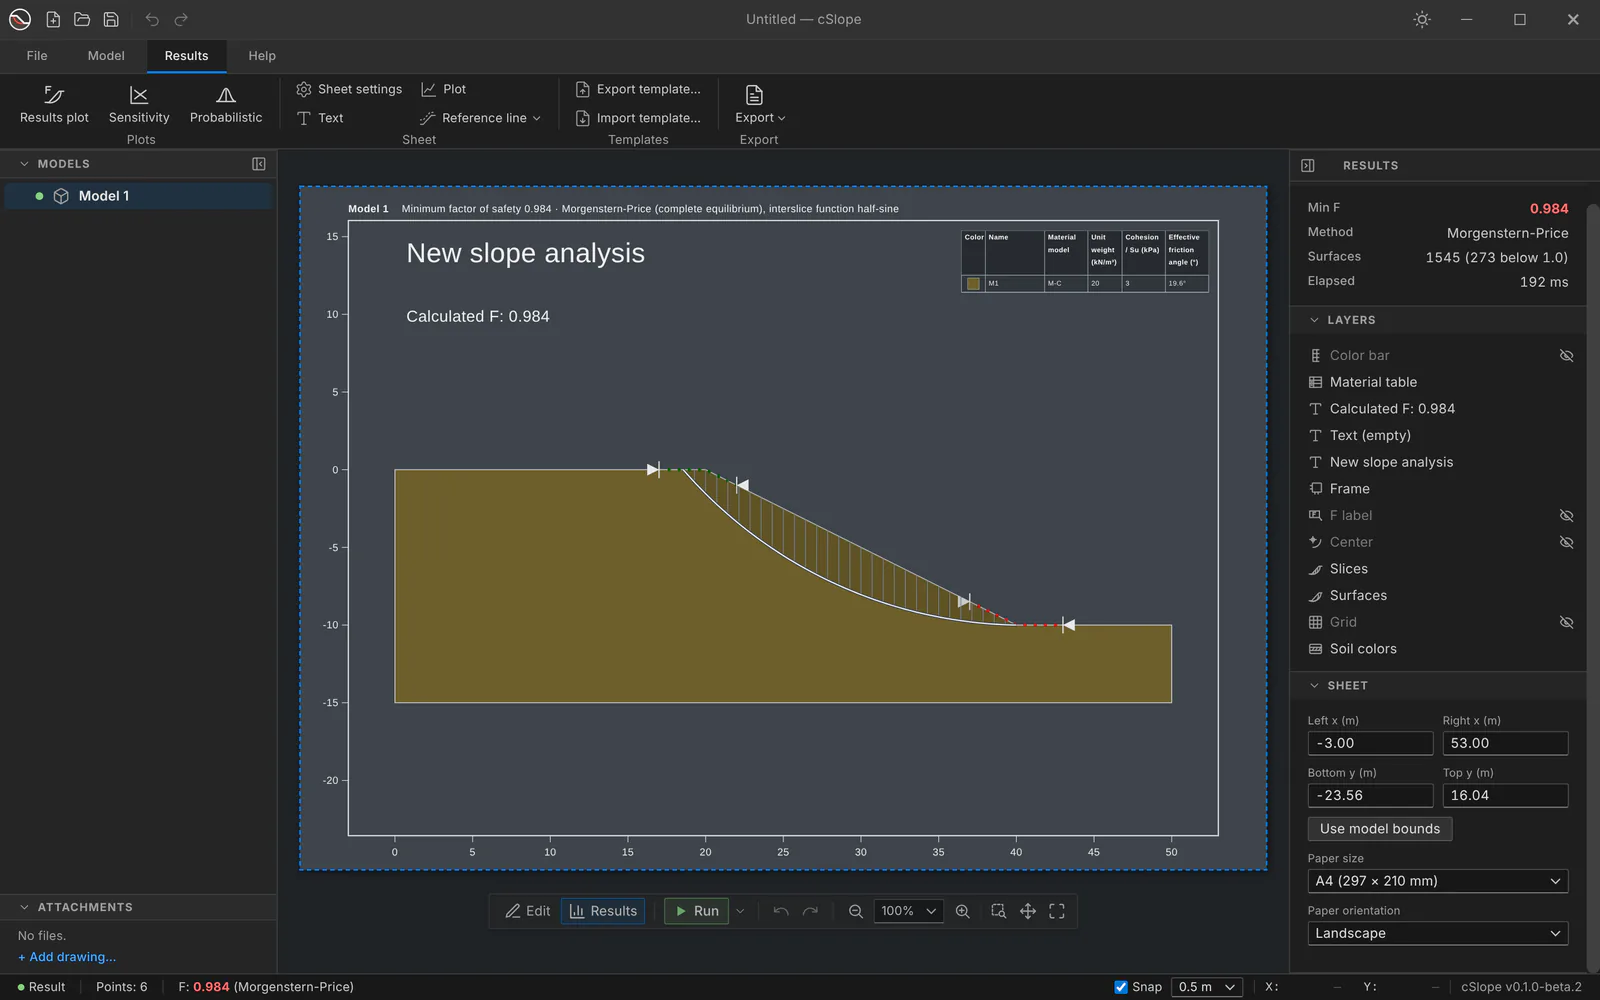 Untitled — cSlope
File
Model
Results
Help
Results plot
Sensitivity
Probabilistic
Plots
Sheet settings
Plot
Text
Reference line
Sheet
Export template...
Import template...
Templates
Export
Export
MODELS
Model 1
ATTACHMENTS
No files.
+ Add drawing...
Model 1 Minimum factor of safety 0.984 · Morgenstern-Price (complete equilibrium), interslice function half-sine
New slope analysis
Calculated F: 0.984
Color Name Material model Unit weight (kN/m³) Cohesion / Su (kPa) Effective friction angle (°)
M1 M-C 20 3 19.6°
15
10
5
0
-5
-10
-15
-20
0 5 10 15 20 25 30 35 40 45 50
Edit
Results
Run
100%
RESULTS
Min F 0.984
Method Morgenstern-Price
Surfaces 1545 (273 below 1.0)
Elapsed 192 ms
LAYERS
Color bar
Material table
Calculated F: 0.984
Text (empty)
New slope analysis
Frame
F label
Center
Slices
Surfaces
Grid
Soil colors
SHEET
Left x (m) Right x (m)
-3.00 53.00
Bottom y (m) Top y (m)
-23.56 16.04
Use model bounds
Paper size
A4 (297 × 210 mm)
Paper orientation
Landscape
Result Points: 6 F: 0.984 (Morgenstern-Price)
Snap 0.5 m X: – Y: – cSlope v0.1.0-beta.2